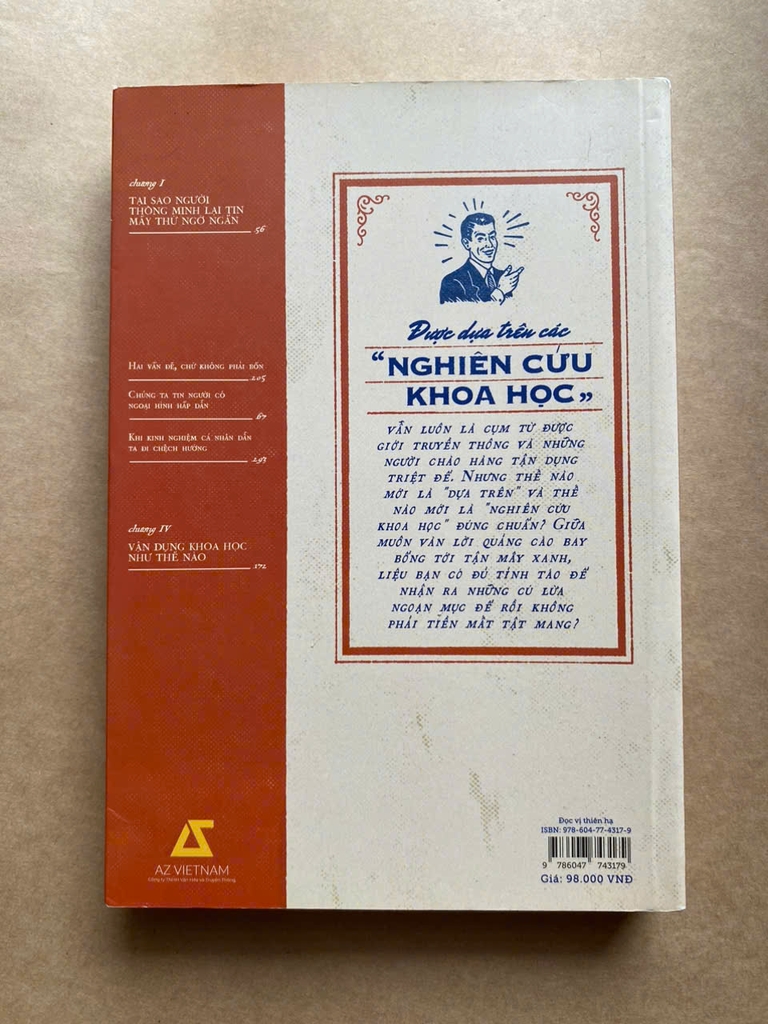 chương I
TẠI SAO NGƯỜI
THÔNG MINH LẠI TIN
MẤY THỨ NGỚ NGẨN
56
HAI VẤN ĐỀ, CHỨ KHÔNG PHẢI BỐN
205
CHÚNG TA TIN NGƯỜI CÓ
NGOẠI HÌNH HẤP DẪN
67
KHI KINH NGHIỆM CÁ NHÂN DẪN
TA ĐI CHỆCH HƯỚNG
293
chương IV
VẬN DỤNG KHOA HỌC
NHƯ THẾ NÀO
172
AZ VIETNAM
Được dựa trên các
“NGHIÊN CỨU
KHOA HỌC”
VẪN LUÔN LÀ CỤM TỪ ĐƯỢC
GIỚI TRUYỀN THÔNG VÀ NHỮNG
NGƯỜI CHÀO HÀNG TẬN DỤNG
TRIỆT ĐỂ. NHƯNG THẾ NÀO
MỚI LÀ "DỰA TRÊN" VÀ THẾ
NÀO MỚI LÀ "NGHIÊN CỨU
KHOA HỌC" ĐÚNG CHUẨN? GIỮA
MUÔN VÀN LỜI QUẢNG CÁO BAY
BỔNG TỚI TẬN MÂY XANH,
LIỆU BẠN CÓ ĐỦ TỈNH TÁO ĐỂ
NHẬN RA NHỮNG CÚ LỪA
NGOẠN MỤC ĐỂ RỒI KHÔNG
PHẢI TIỀN MẤT TẬT MANG?
Đọc vị thiên hạ
ISBN: 978-604-77-4317-9
9 786047 743179
Giá: 98.000 VNĐ